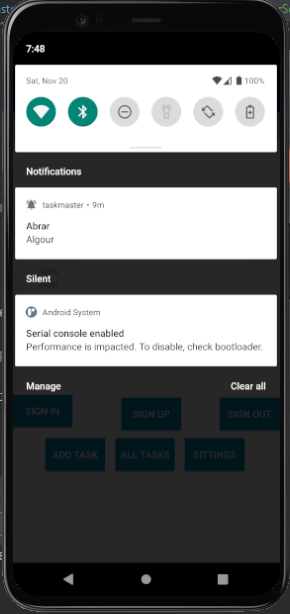 7:48
Sat, Nov 20
100%
Notifications
taskmaster • 9m
Abrar
Algour
Silent
Android System
Serial console enabled
Performance is impacted. To disable, check bootloader.
Manage
Clear all
SIGN IN
SIGN UP
SIGN OUT
ADD TASK
ALL TASKS
SITTINGS